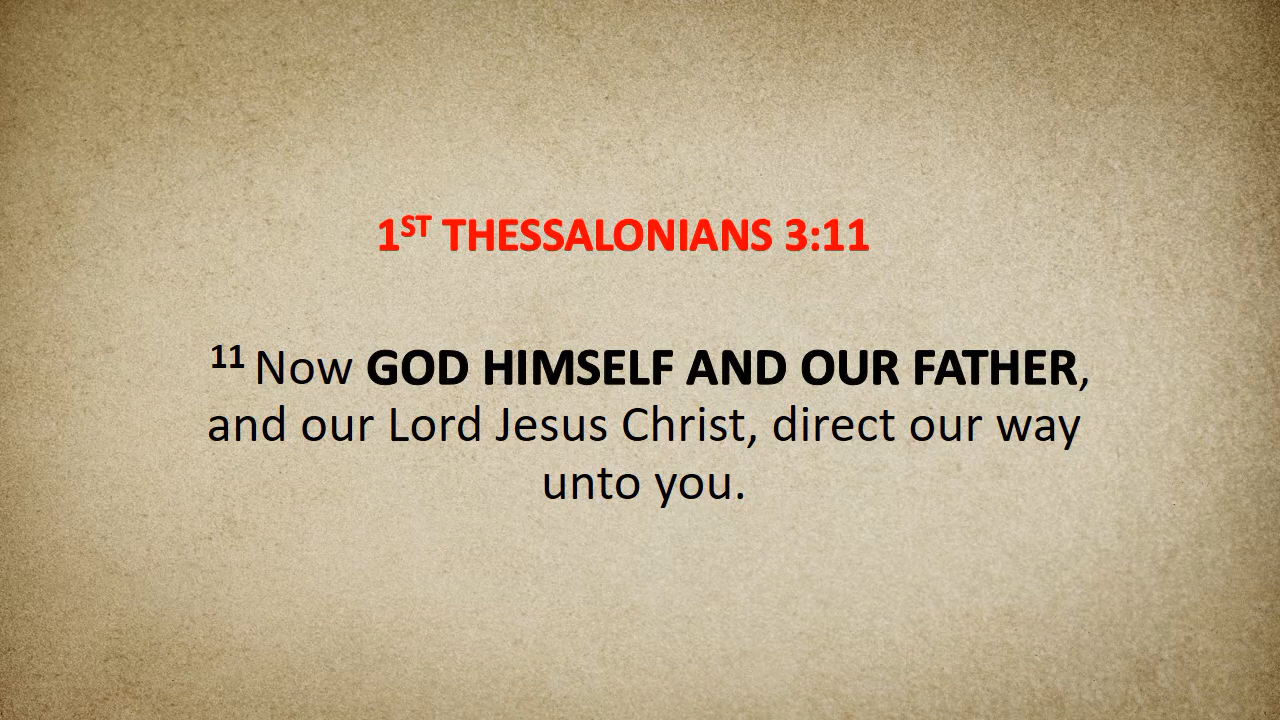 1ST THESSALONIANS 3:11
11 Now GOD HIMSELF AND OUR FATHER,
and our Lord Jesus Christ, direct our way
unto you.